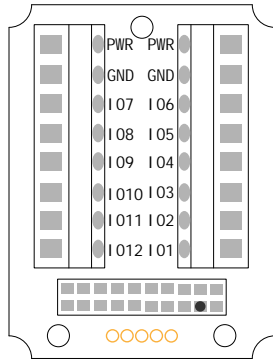 PWR PWR
GND GND
IO7 IO6
IO8 IO5
IO9 IO4
IO10 IO3
IO11 IO2
IO12 IO1